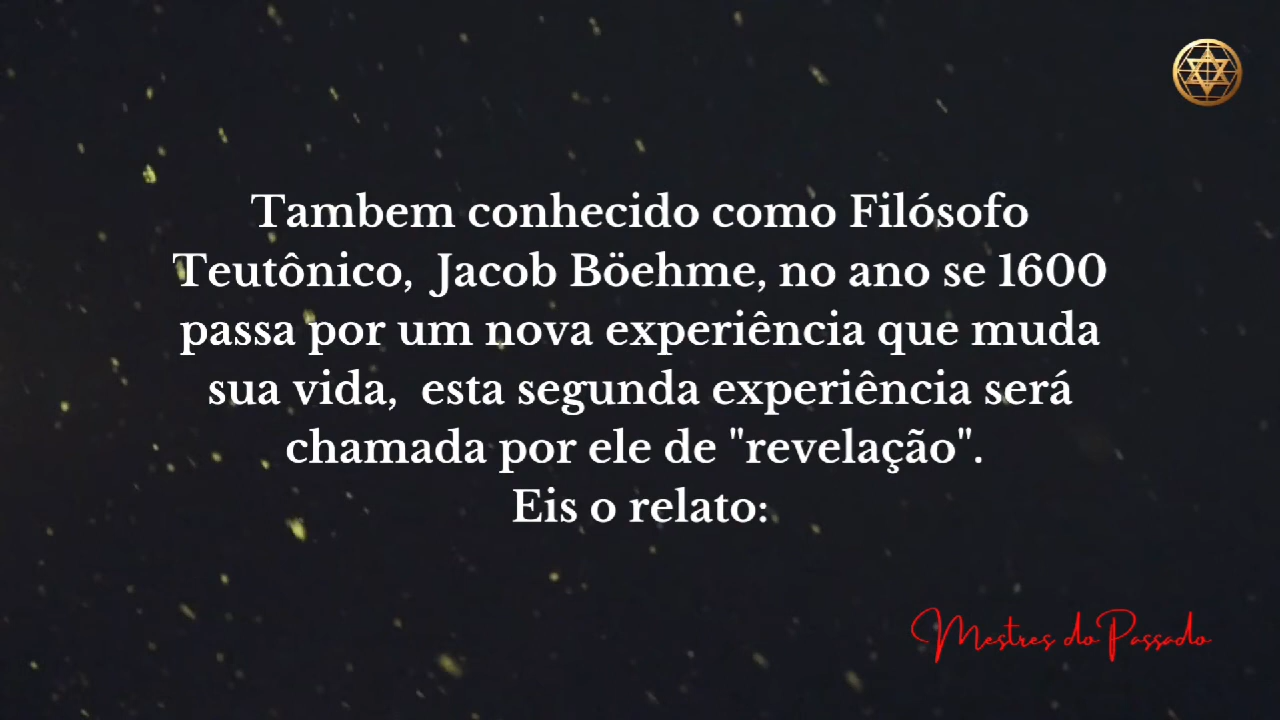 Tambem conhecido como Filósofo
Teutônico, Jacob Böehme, no ano se 1600
passa por um nova experiência que muda
sua vida, esta segunda experiência será
chamada por ele de "revelação".
Eis o relato:
Mestres do Passado